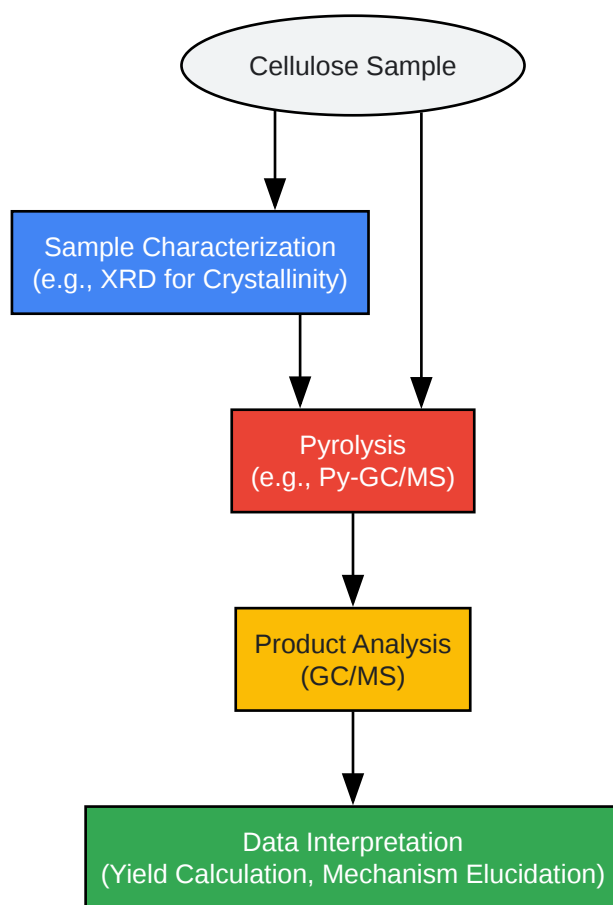 Cellulose Sample
Sample Characterization
(e.g., XRD for Crystallinity)
Pyrolysis
(e.g., Py-GC/MS)
Product Analysis
(GC/MS)
Data Interpretation
(Yield Calculation, Mechanism Elucidation)